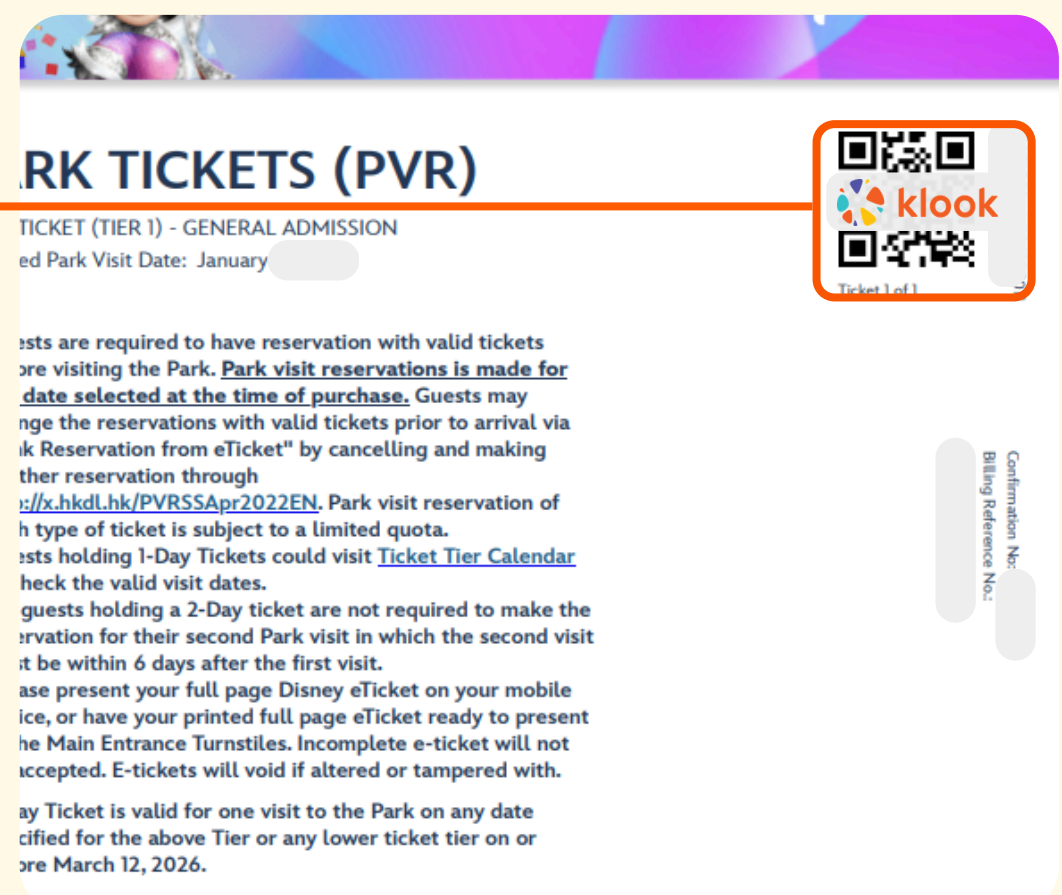 RK TICKETS (PVR)
TICKET (TIER 1) - GENERAL ADMISSION
ed Park Visit Date: January
klook
Ticket 1 of 1
ests are required to have reservation with valid tickets
ore visiting the Park. Park visit reservations is made for
date selected at the time of purchase. Guests may
nge the reservations with valid tickets prior to arrival via
nk Reservation from eTicket" by cancelling and making
ther reservation through
p://x.hkdl.hk/PVRSSApr2022EN. Park visit reservation of
h type of ticket is subject to a limited quota.
ests holding 1-Day Tickets could visit Ticket Tier Calendar
heck the valid visit dates.
guests holding a 2-Day ticket are not required to make the
ervation for their second Park visit in which the second visit
st be within 6 days after the first visit.
ase present your full page Disney eTicket on your mobile
ice, or have your printed full page eTicket ready to present
he Main Entrance Turnstiles. Incomplete e-ticket will not
accepted. E-tickets will void if altered or tampered with.
ay Ticket is valid for one visit to the Park on any date
cified for the above Tier or any lower ticket tier on or
ore March 12, 2026.
Confirmation No:
Billing Reference No.: